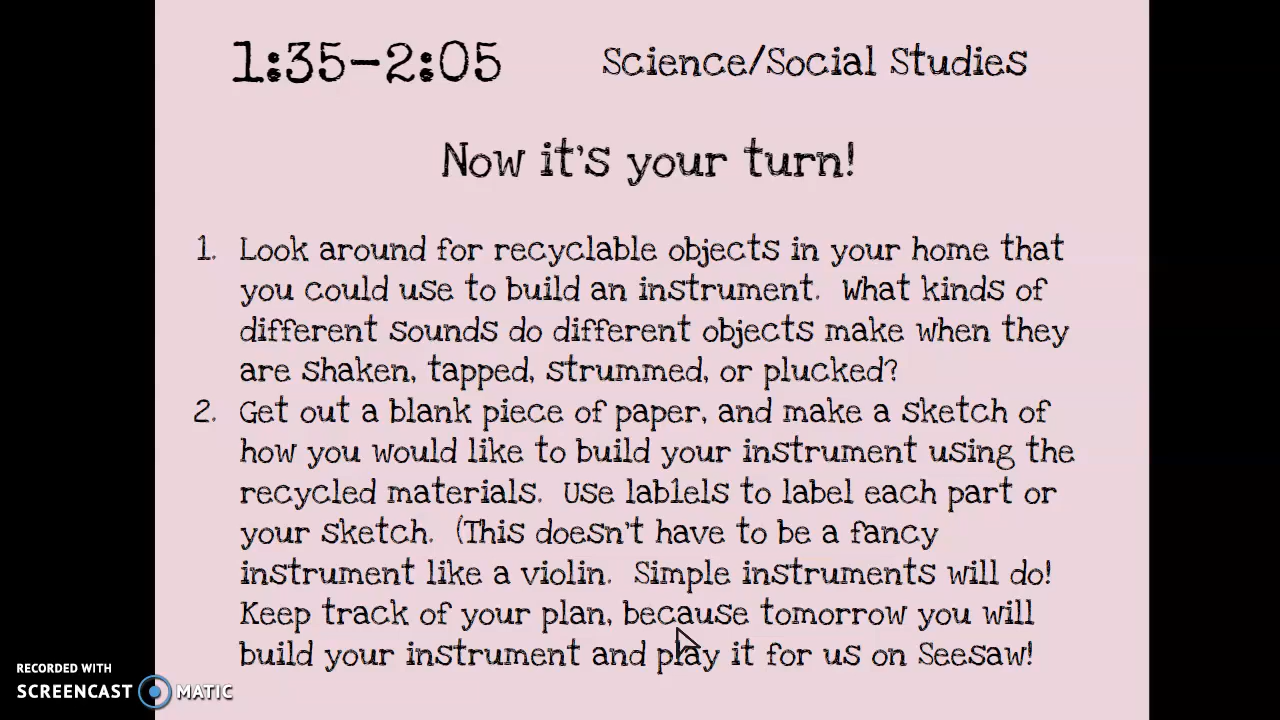 1:35-2:05 Science/Social Studies
Now it's your turn!
1. Look around for recyclable objects in your home that
you could use to build an instrument. What kinds of
different sounds do different objects make when they
are shaken, tapped, strummed, or plucked?
2. Get out a blank piece of paper, and make a sketch of
how you would like to build your instrument using the
recycled materials. Use lab1els to label each part or
your sketch. (This doesn't have to be a fancy
instrument like a violin. Simple instruments will do!
Keep track of your plan, because tomorrow you will
build your instrument and play it for us on Seesaw!
RECORDED WITH
SCREENCAST MATIC